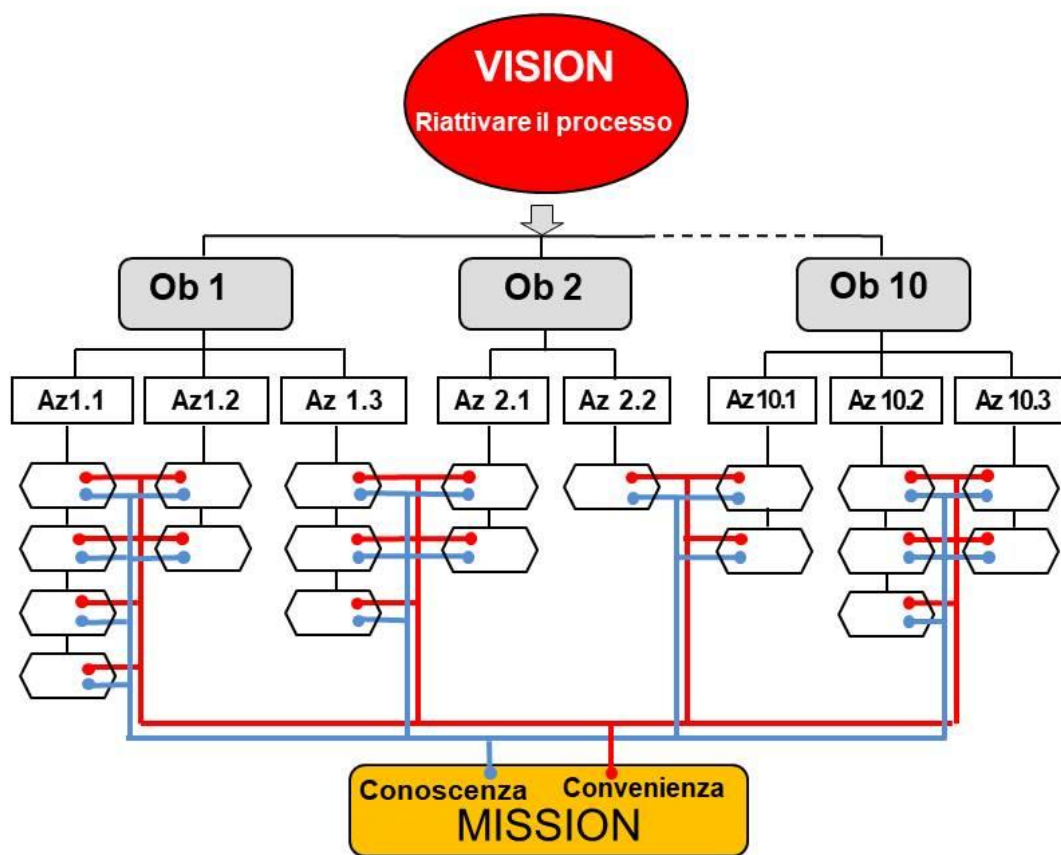 VISION
Riattivare il processo
Ob 1
Ob 2
Ob 10
Az1.1
Az1.2
Az 1.3
Az 2.1
Az 2.2
Az 10.1
Az 10.2
Az 10.3
Conoscenza
Convenienza
MISSION